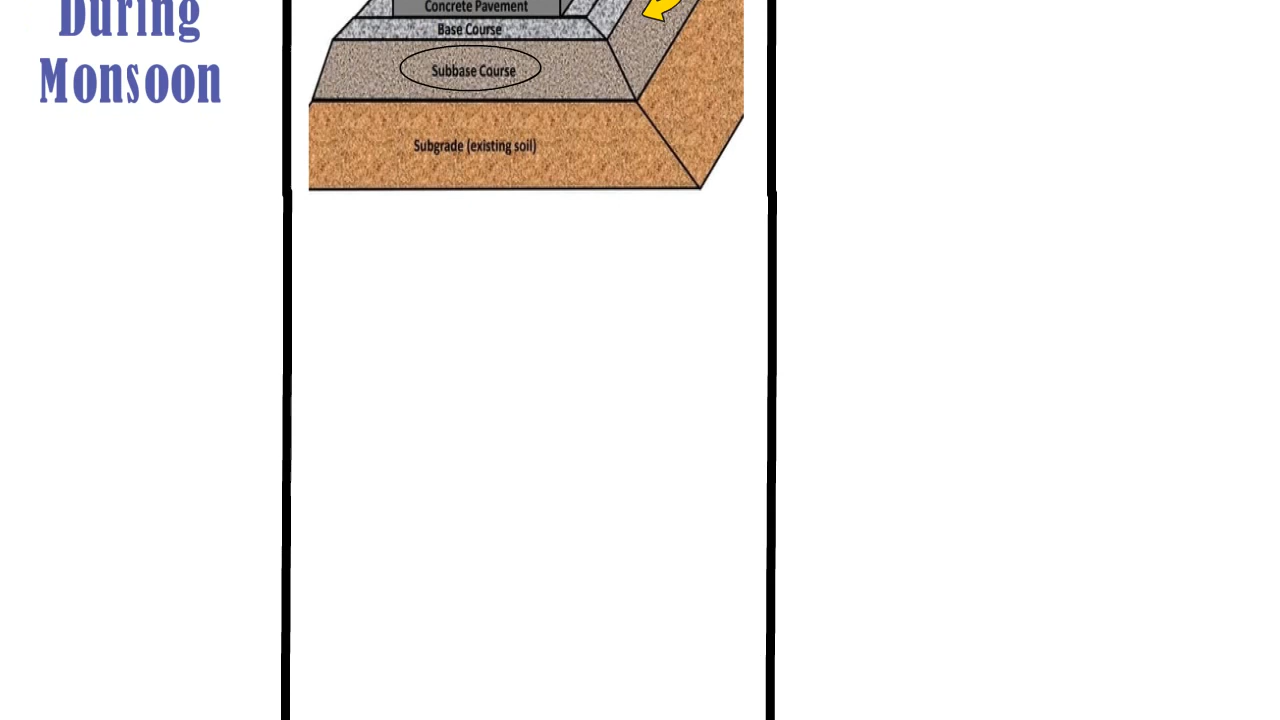 During
Monsoon
Concrete Pavement
Base Course
Subbase Course
Subgrade (existing soil)